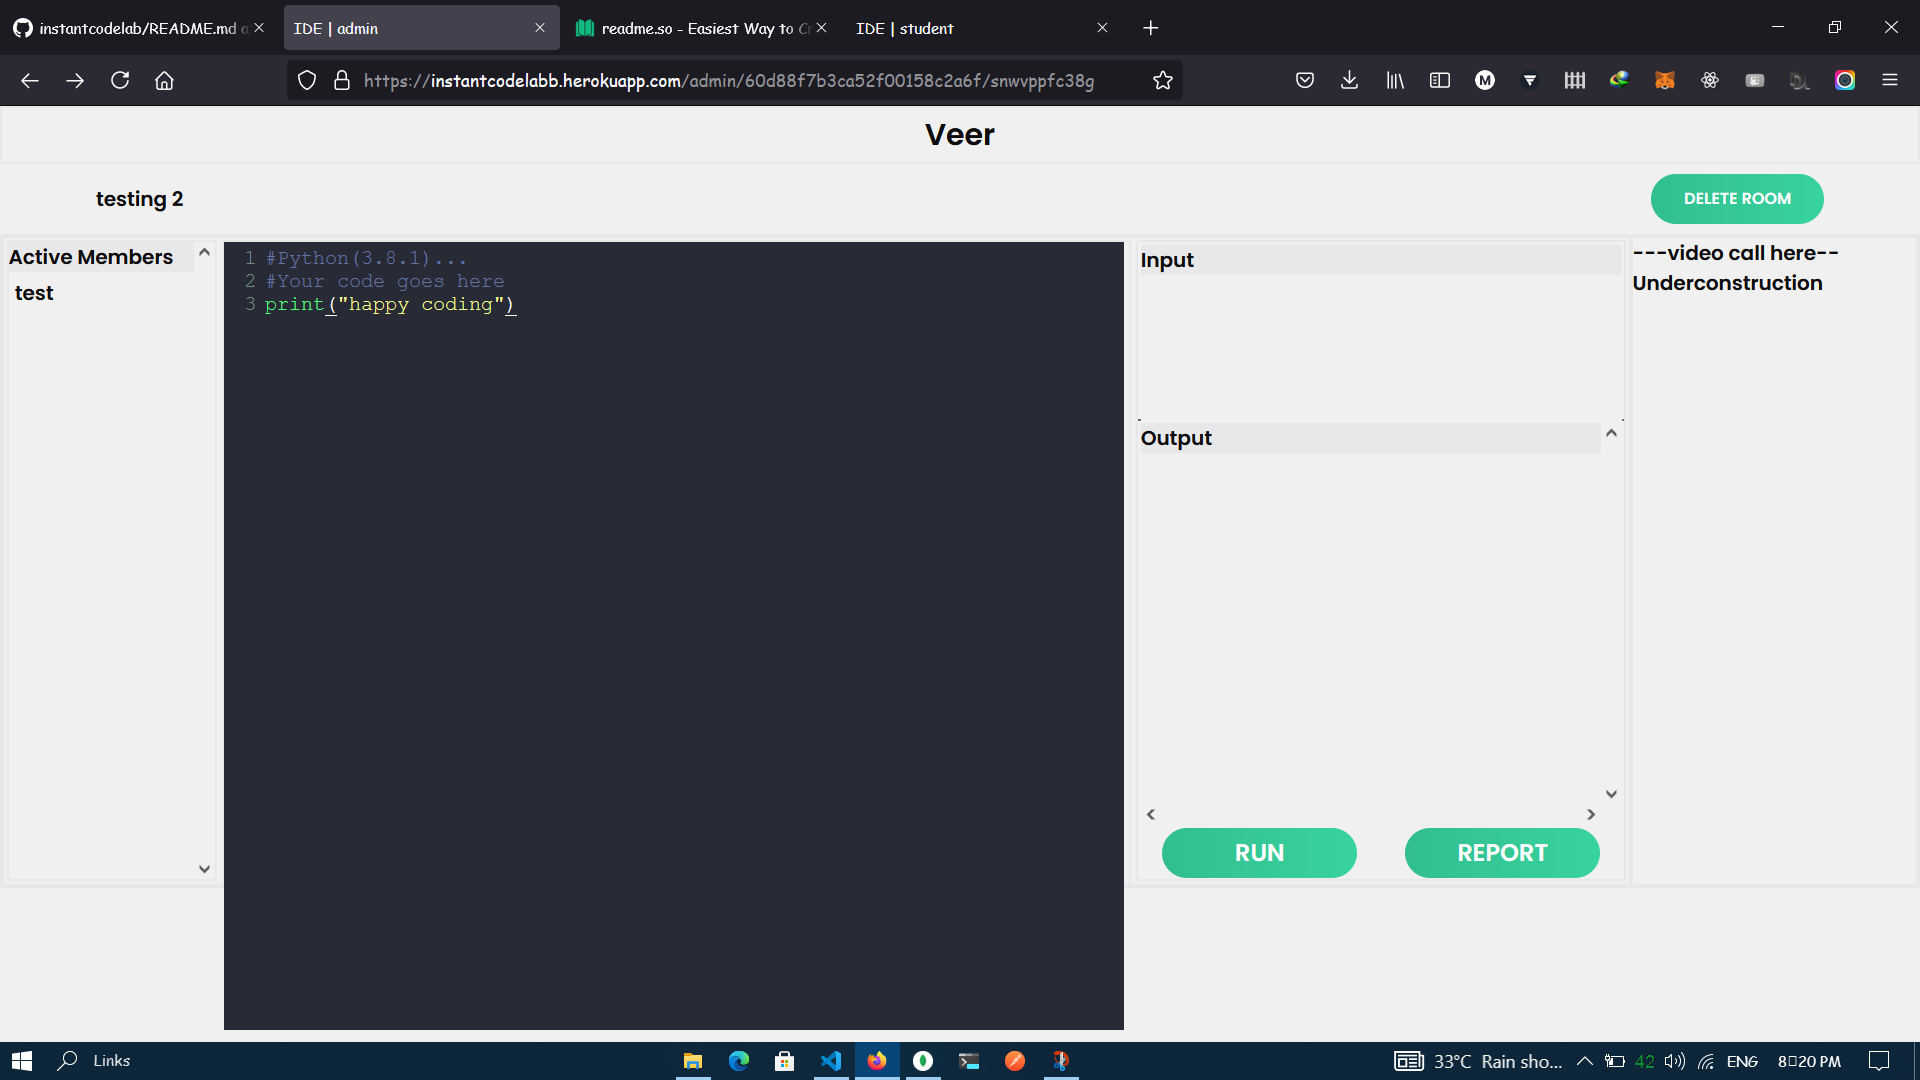 instantcodelab/README.md a
IDE | admin
readme.so - Easiest Way to Cr
IDE | student
https://instantcodelabb.herokuapp.com/admin/60d88f7b3ca52f00158c2a6f/snwvppfc38g
M
Veer
testing 2
DELETE ROOM
Active Members
test
1 #Python(3.8.1)...
2 #Your code goes here
3 print("happy coding")
Input
Output
RUN
REPORT
---video call here--
Underconstruction
Links
33°C Rain sho...
42
ENG
8▯20 PM